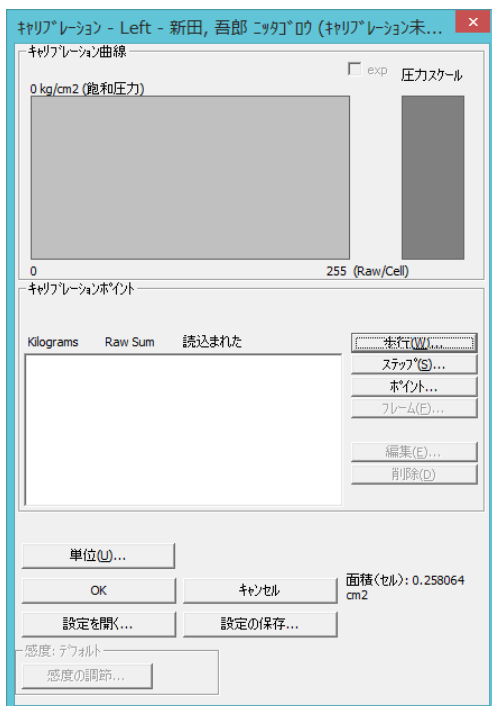 ｷｬﾘﾌﾞﾚｰｼｮﾝ - Left - 新田, 吾郎 ﾆｯﾀｺﾞﾛｳ (ｷｬﾘﾌﾞﾚｰｼｮﾝ未...
ｷｬﾘﾌﾞﾚｰｼｮﾝ曲線
exp
圧力ｽｹｰﾙ
0 kg/cm2 (飽和圧力)
0
255 (Raw/Cell)
ｷｬﾘﾌﾞﾚｰｼｮﾝﾎﾟｲﾝﾄ
Kilograms Raw Sum 読込まれた
歩行(W)...
ｽﾃｯﾌﾟ(S)...
ﾎﾟｲﾝﾄ...
ﾌﾚｰﾑ(F)...
編集(E)...
削除(D)
単位(U)...
OK
ｷｬﾝｾﾙ
面積(ｾﾙ): 0.258064
cm2
設定を開く...
設定の保存...
感度: ﾃﾞﾌｫﾙﾄ
感度の調節...